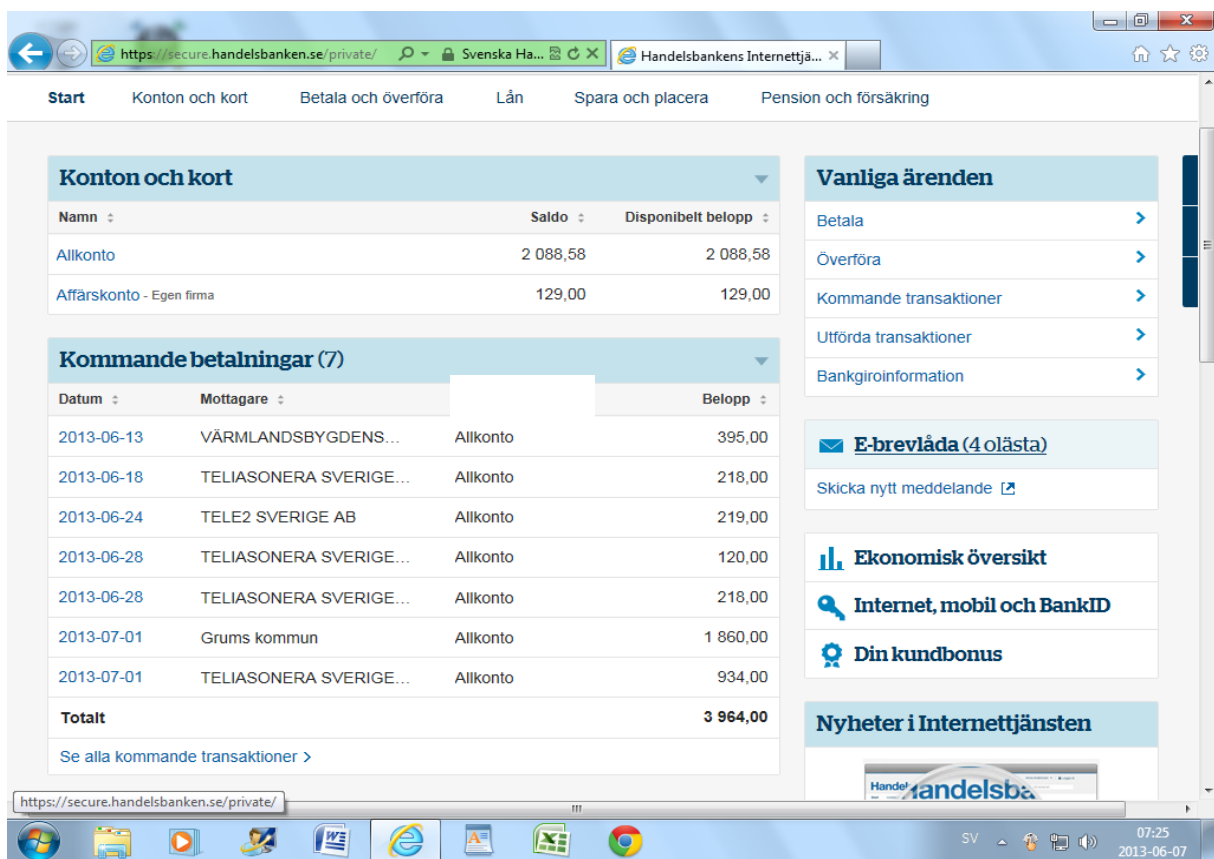 https://secure.handelsbanken.se/private/ Svenska Ha... Handelsbankens Internettjä...
Start Konton och kort Betala och överföra Lån Spara och placera Pension och försäkring
Konton och kort
Namn Saldo Disponibelt belopp
Allkonto 2 088,58 2 088,58
Affärskonto - Egen firma 129,00 129,00
Kommande betalningar (7)
Datum Mottagare Belopp
2013-06-13 VÄRMLANDSBYGDENS... Allkonto 395,00
2013-06-18 TELIASONERA SVERIGE... Allkonto 218,00
2013-06-24 TELE2 SVERIGE AB Allkonto 219,00
2013-06-28 TELIASONERA SVERIGE... Allkonto 120,00
2013-06-28 TELIASONERA SVERIGE... Allkonto 218,00
2013-07-01 Grums kommun Allkonto 1 860,00
2013-07-01 TELIASONERA SVERIGE... Allkonto 934,00
Totalt 3 964,00
Se alla kommande transaktioner >
Vanliga ärenden
Betala
Överföra
Kommande transaktioner
Utförda transaktioner
Bankgiroinformation
E-brevlåda (4 olästa)
Skicka nytt meddelande
Ekonomisk översikt
Internet, mobil och BankID
Din kundbonus
Nyheter i Internettjänsten
Handel andelsba
https://secure.handelsbanken.se/private/
SV 07:25
2013-06-07